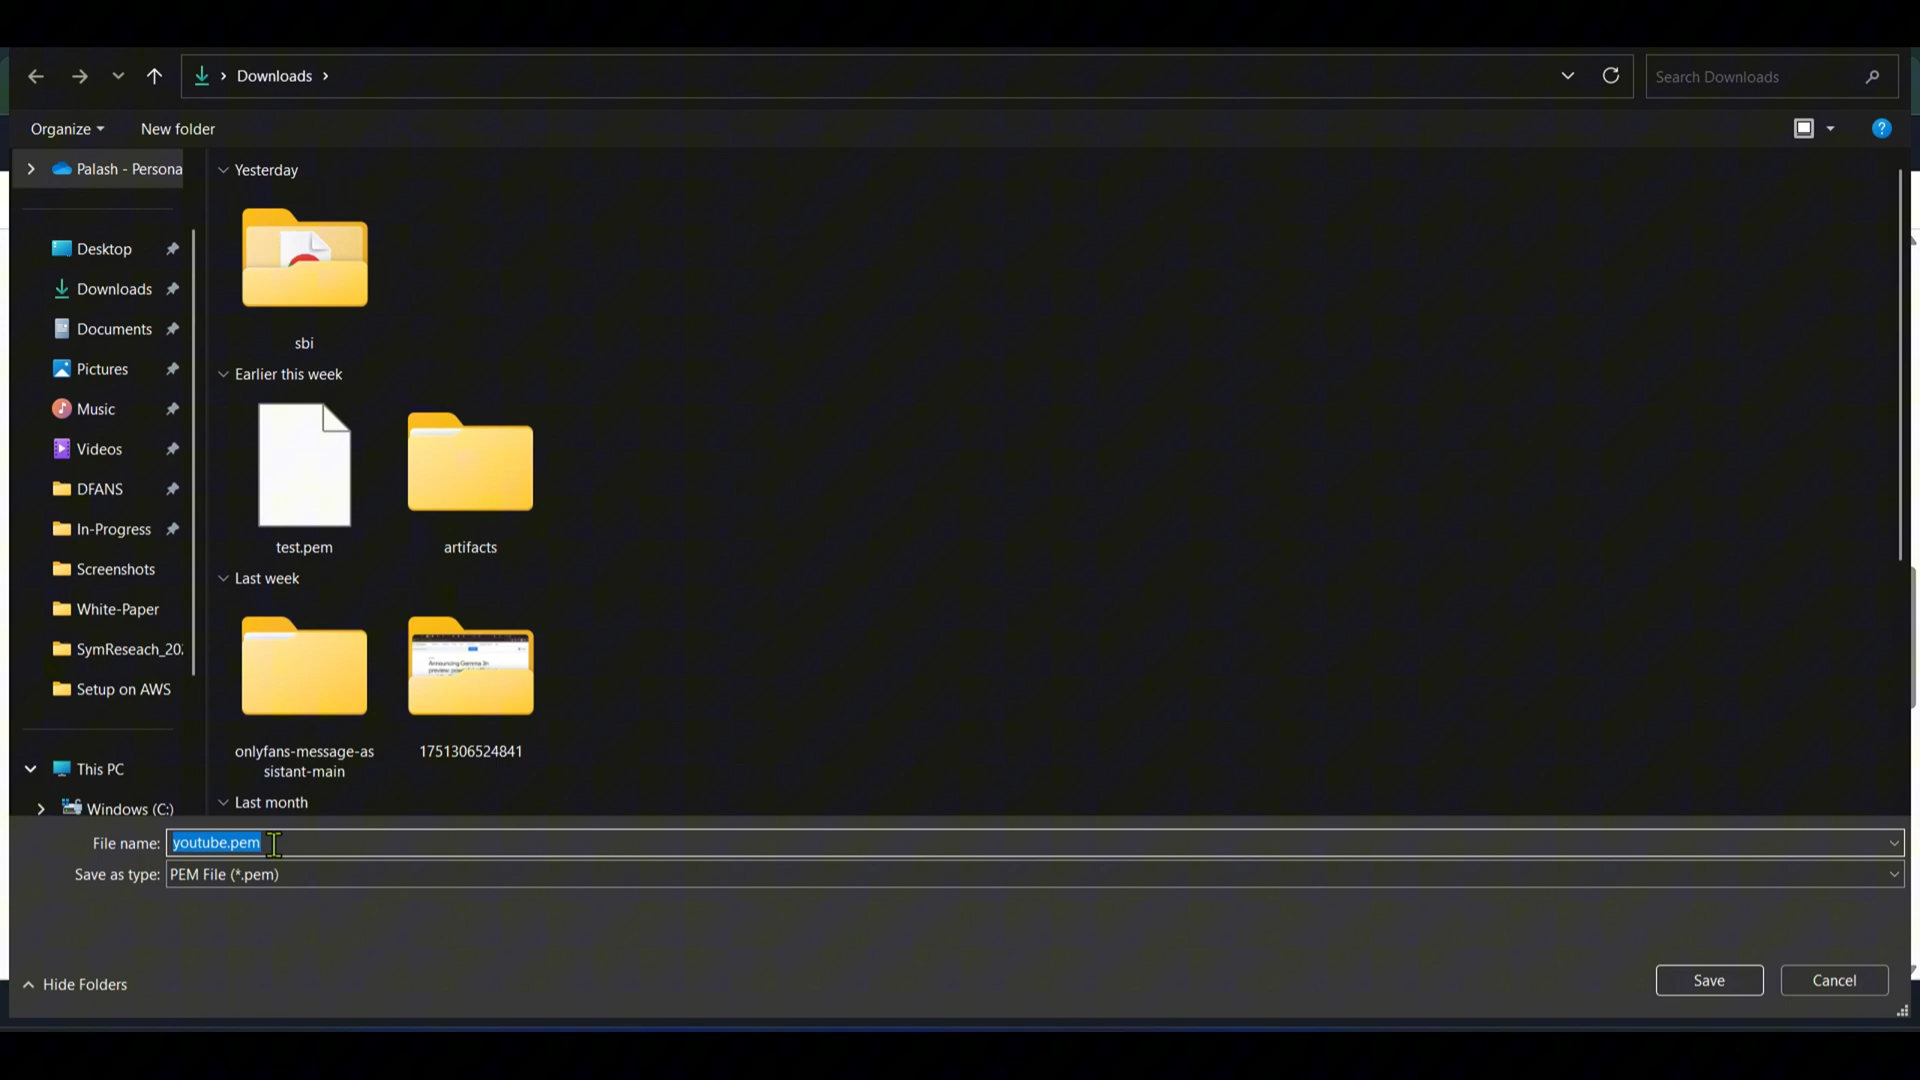 Downloads
Search Downloads
Organize
New folder
Palash - Persona
Desktop
Downloads
Documents
Pictures
Music
Videos
DFANS
In-Progress
Screenshots
White-Paper
SymReseach_202
Setup on AWS
This PC
Windows (C:)
Yesterday
sbi
Earlier this week
test.pem
artifacts
Last week
onlyfans-message-as
sistant-main
1751306524841
Last month
File name: youtube.pem
Save as type: PEM File (*.pem)
Hide Folders
Save
Cancel